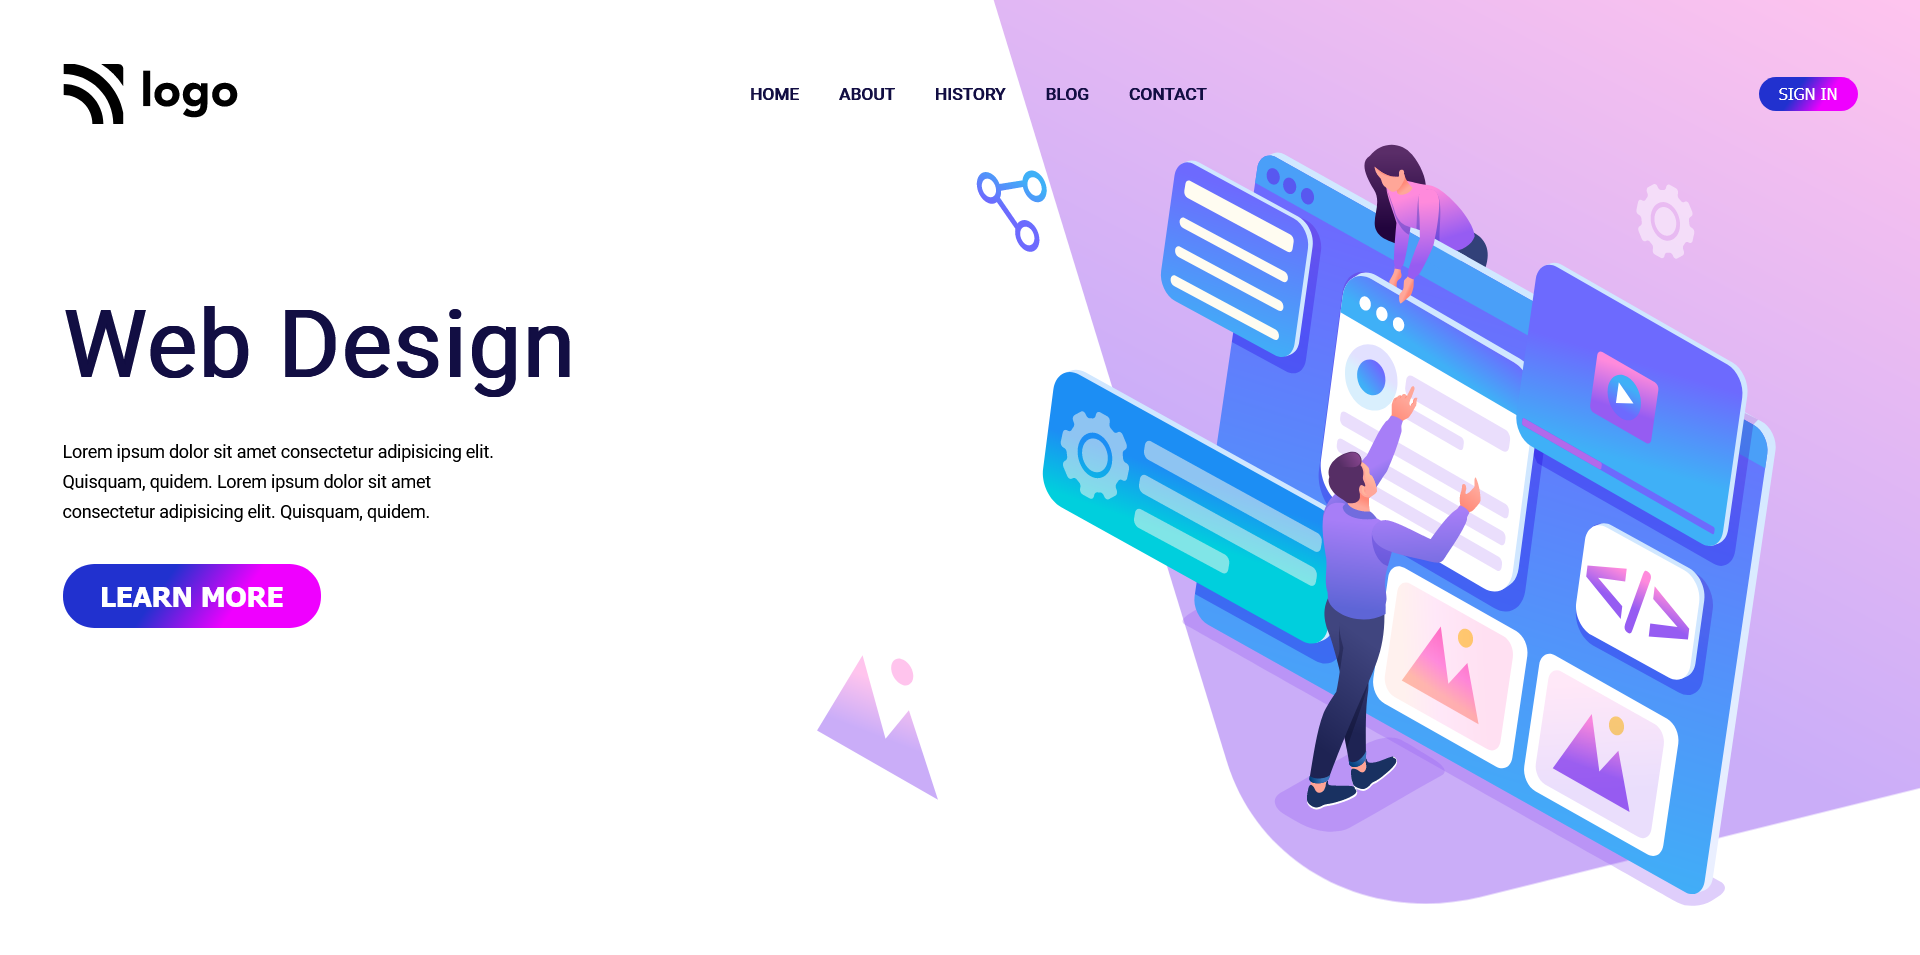 logo
HOME ABOUT HISTORY BLOG CONTACT
SIGN IN
Web Design
Lorem ipsum dolor sit amet consectetur adipisicing elit.
Quisquam, quidem. Lorem ipsum dolor sit amet
consectetur adipisicing elit. Quisquam, quidem.
LEARN MORE
</>